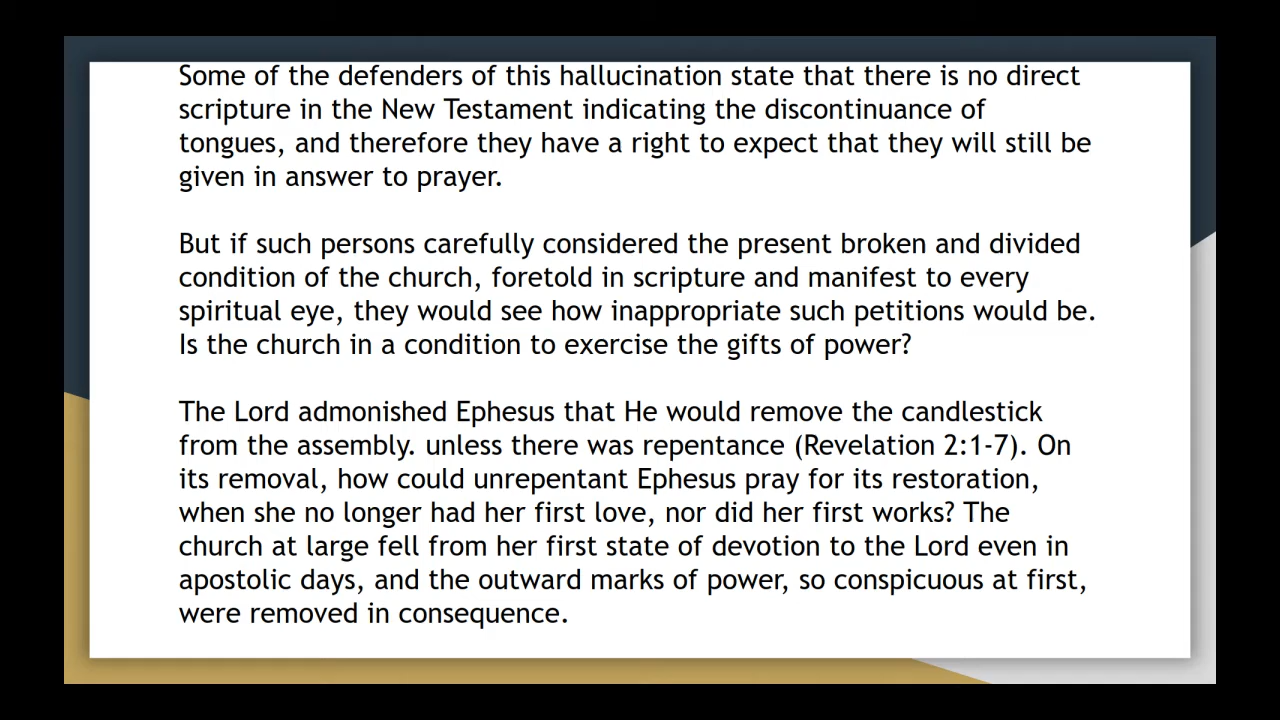 Some of the defenders of this hallucination state that there is no direct
scripture in the New Testament indicating the discontinuance of
tongues, and therefore they have a right to expect that they will still be
given in answer to prayer.
But if such persons carefully considered the present broken and divided
condition of the church, foretold in scripture and manifest to every
spiritual eye, they would see how inappropriate such petitions would be.
Is the church in a condition to exercise the gifts of power?
The Lord admonished Ephesus that He would remove the candlestick
from the assembly. unless there was repentance (Revelation 2:1-7). On
its removal, how could unrepentant Ephesus pray for its restoration,
when she no longer had her first love, nor did her first works? The
church at large fell from her first state of devotion to the Lord even in
apostolic days, and the outward marks of power, so conspicuous at first,
were removed in consequence.